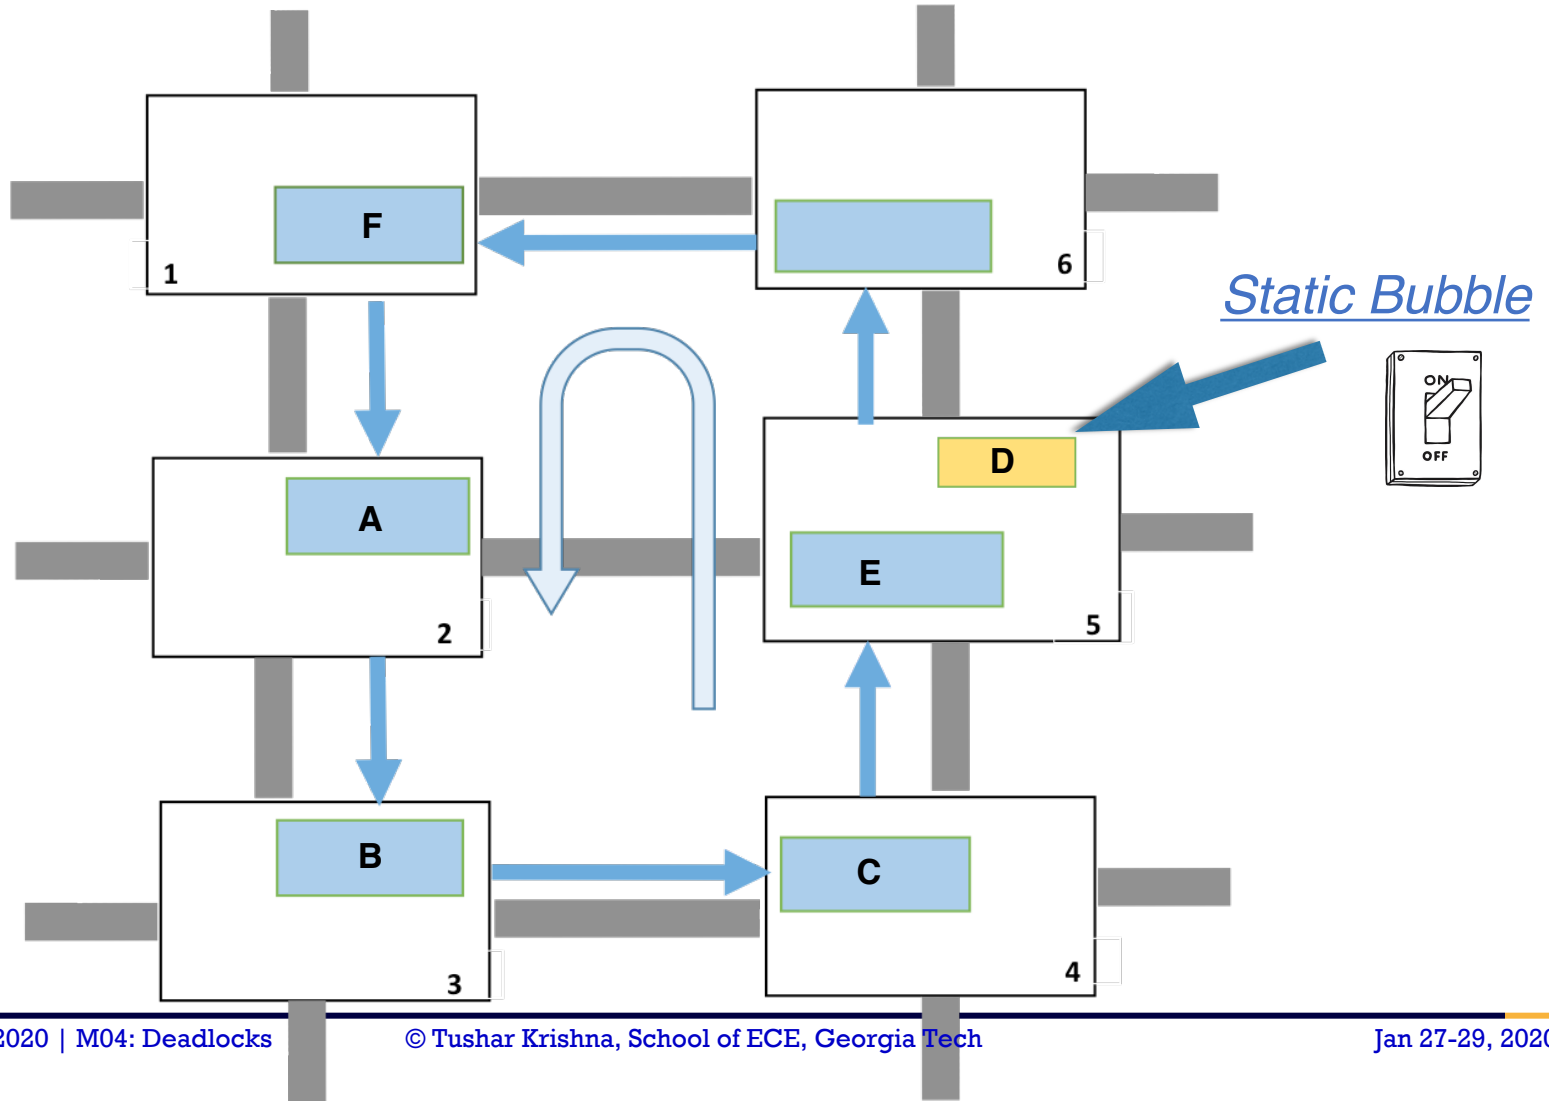 F
1
6
Static Bubble
ON
OFF
A
2
D
E
5
B
3
C
4
2020 | M04: Deadlocks
© Tushar Krishna, School of ECE, Georgia Tech
Jan 27-29, 2020